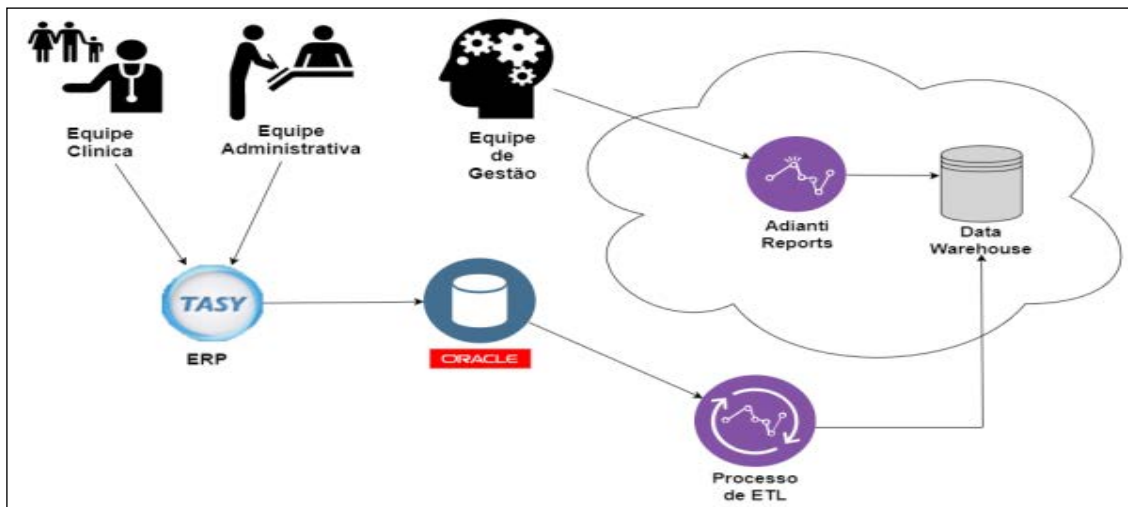 Equipe
Clinica
Equipe
Administrativa
Equipe
de
Gestão
Adianti
Reports
Data
Warehouse
TASY
ERP
ORACLE
Processo
de ETL